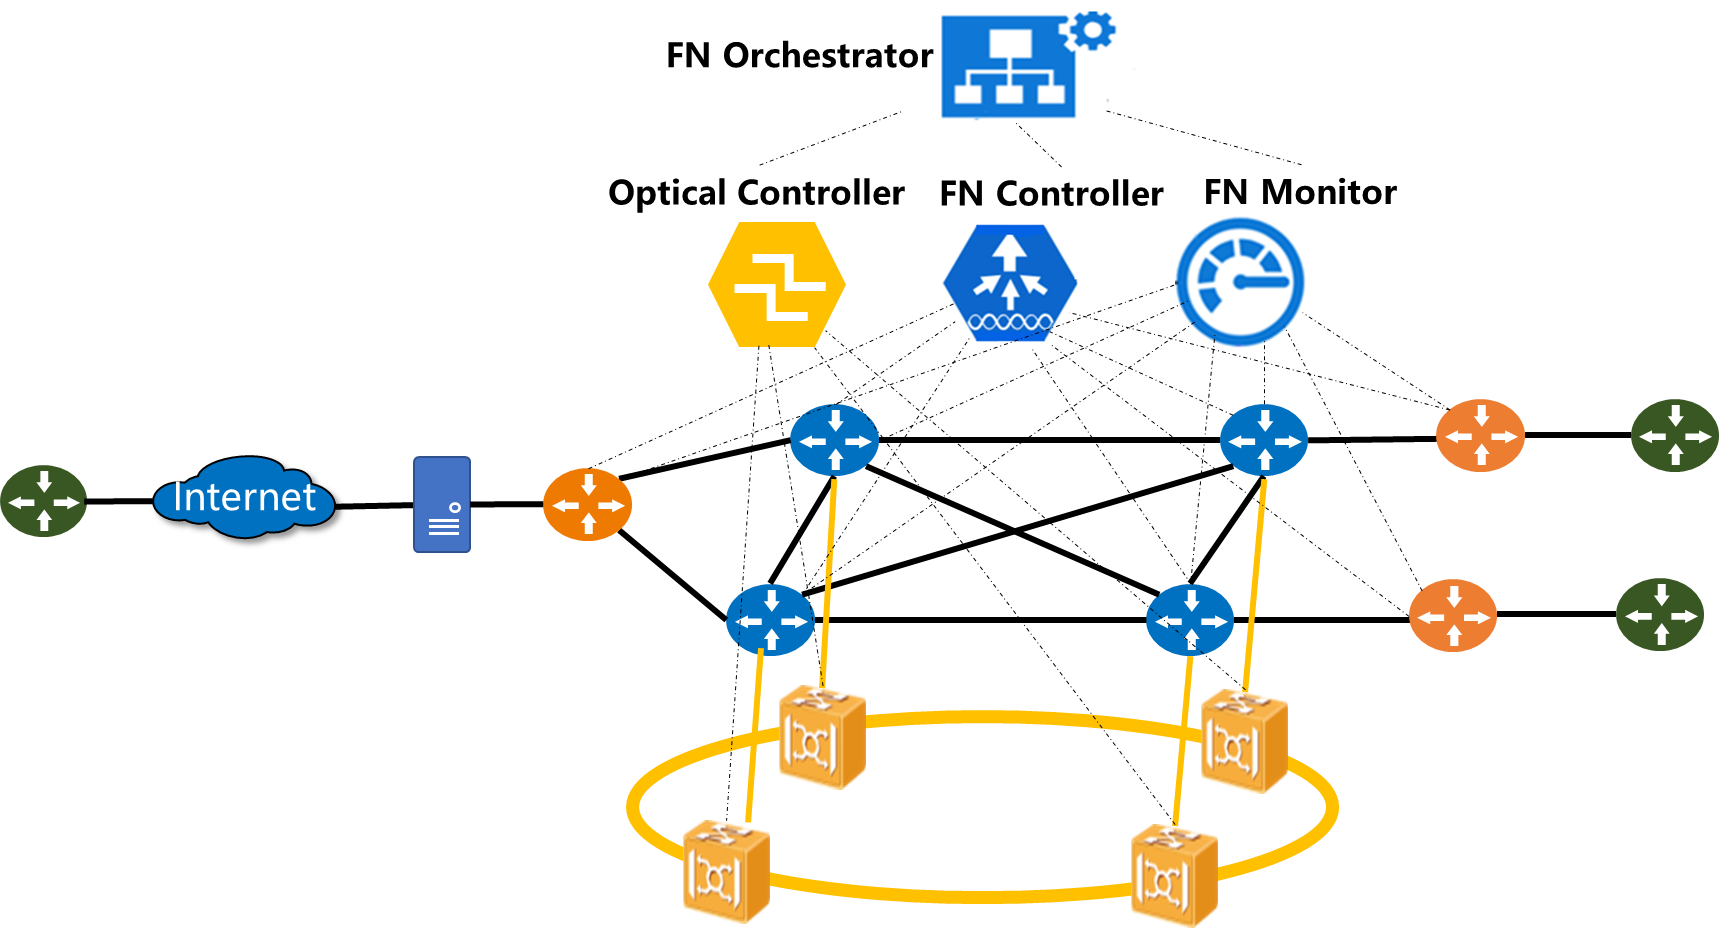 FN Orchestrator
Optical Controller
FN Controller
FN Monitor
Internet